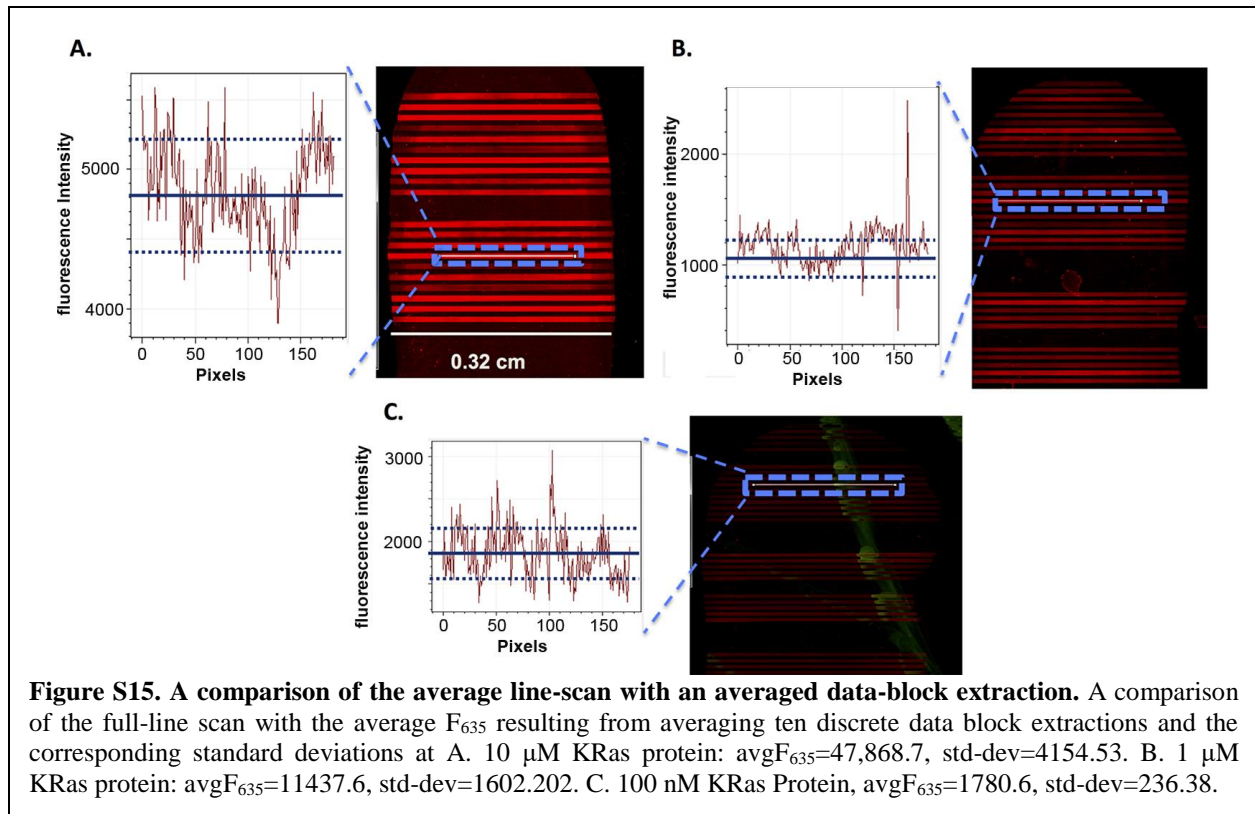 A.
fluorescence Intensity
5000
4000
0 50 100 150
Pixels
0.32 cm
B.
fluorescence intensity
2000
1000
0 50 100 150
Pixels
C.
fluorescence intensity
3000
2000
0 50 100 150
Pixels
Figure S15. A comparison of the average line-scan with an averaged data-block extraction. A comparison
of the full-line scan with the average F₆₃₅ resulting from averaging ten discrete data block extractions and the
corresponding standard deviations at A. 10 μM KRas protein: avgF₆₃₅=47,868.7, std-dev=4154.53. B. 1 μM
KRas protein: avgF₆₃₅=11437.6, std-dev=1602.202. C. 100 nM KRas Protein, avgF₆₃₅=1780.6, std-dev=236.38.